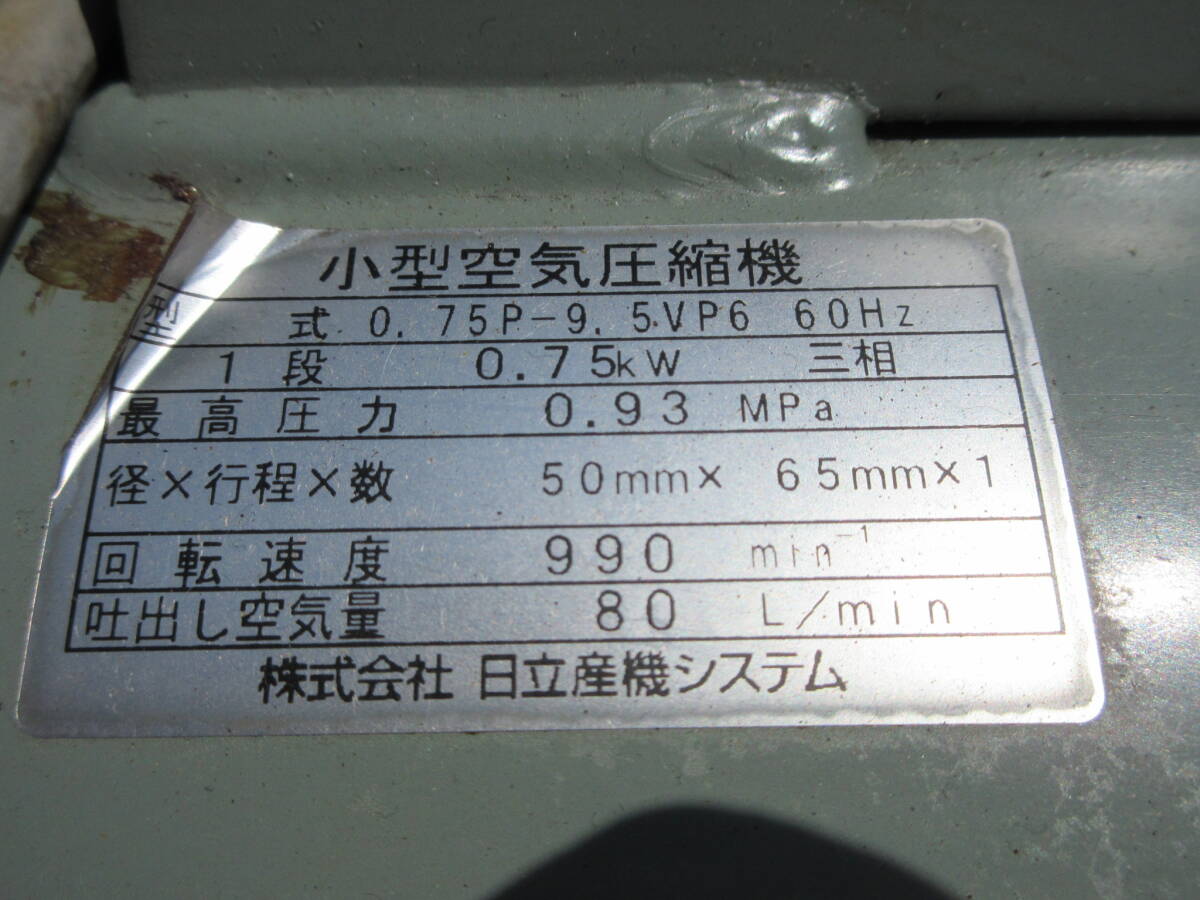 小型空気圧縮機
型式 0.75P-9.5VP6 60Hz
1段 0.75kW 三相
最高圧力 0.93 MPa
径×行程×数 50mm× 65mm×1
回転速度 990 min⁻¹
吐出し空気量 80 L/min
株式会社 日立産機システム